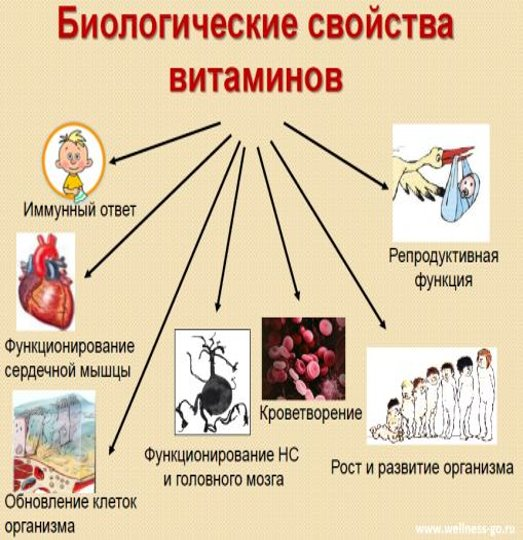 Биологические свойства
витаминов
Иммунный ответ
Репродуктивная
функция
Функционирование
сердечной мышцы
Кроветворение
Функционирование НС
и головного мозга
Рост и развитие организма
Обновление клеток
организма
www.wellness-go.ru